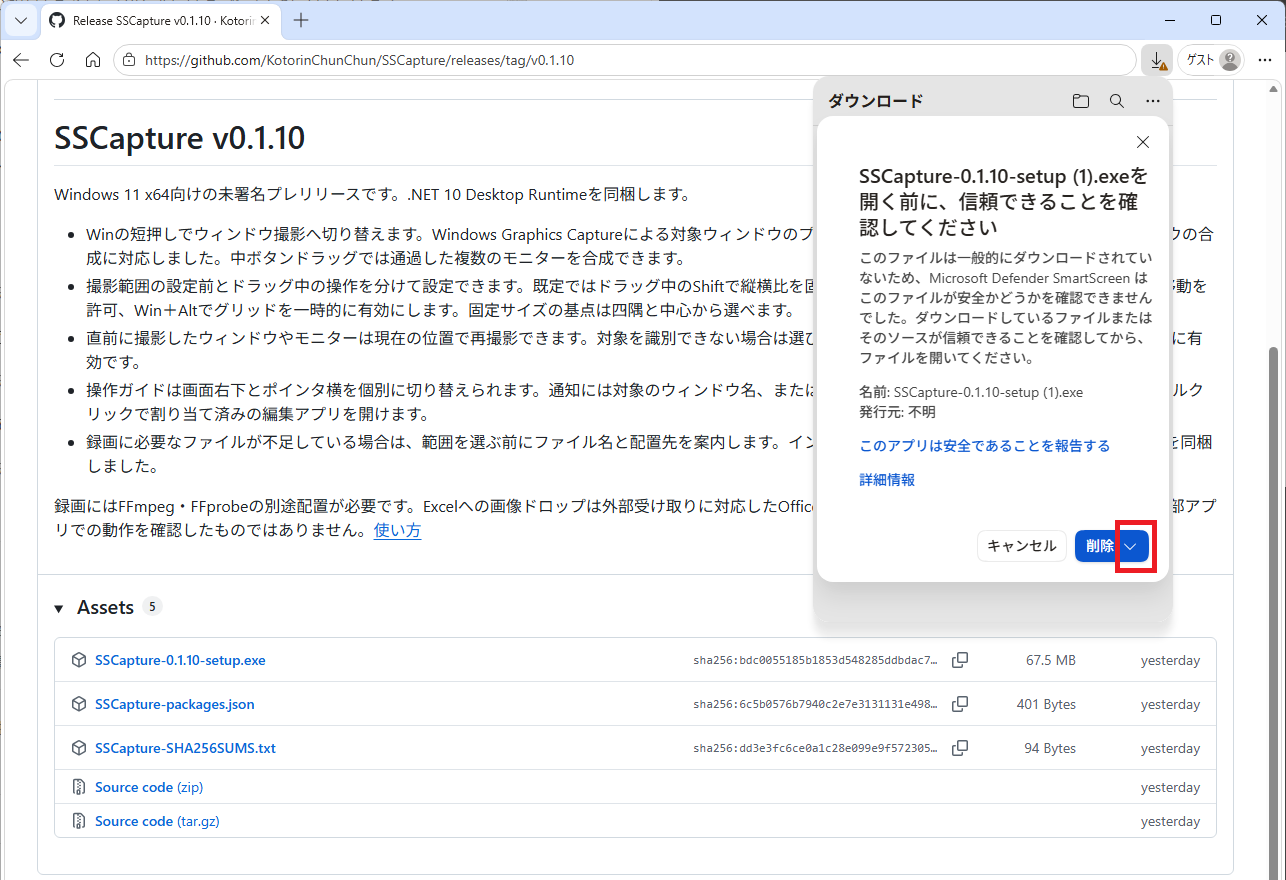 Release SSCapture v0.1.10 · Kotorin
https://github.com/KotorinChunChun/SSCapture/releases/tag/v0.1.10
ゲスト
SSCapture v0.1.10
Windows 11 x64向けの未署名プレリリースです。.NET 10 Desktop Runtimeを同梱します。
Winの短押しでウィンドウ撮影へ切り替えます。Windows Graphics Captureによる対象ウィンドウのプ
ウの合
成に対応しました。中ボタンドラッグでは通過した複数のモニターを合成できます。
撮影範囲の設定前とドラッグ中の操作を分けて設定できます。既定ではドラッグ中のShiftで縦横比を固
移動を
許可、Win+Altでグリッドを一時的に有効にします。固定サイズの基点は四隅と中心から選べます。
直前に撮影したウィンドウやモニターは現在の位置で再撮影できます。対象を識別できない場合は選び
に有
効です。
操作ガイドは画面右下とポインタ横を個別に切り替えられます。通知には対象のウィンドウ名、または
ルク
リックで割り当て済みの編集アプリを開けます。
録画に必要なファイルが不足している場合は、範囲を選ぶ前にファイル名と配置先を案内します。イン
を同梱
しました。
録画にはFFmpeg・FFprobeの別途配置が必要です。Excelへの画像ドロップは外部受け取りに対応したOffice
部アプ
リでの動作を確認したものではありません。使い方
ダウンロード
SSCapture-0.1.10-setup (1).exeを
開く前に、信頼できることを確
認してください
このファイルは一般的にダウンロードされてい
ないため、Microsoft Defender SmartScreen は
このファイルが安全かどうかを確認できません
でした。ダウンロードしているファイルまたは
そのソースが信頼できることを確認してから、
ファイルを開いてください。
名前: SSCapture-0.1.10-setup (1).exe
発行元: 不明
このアプリは安全であることを報告する
詳細情報
キャンセル
削除
Assets 5
SSCapture-0.1.10-setup.exe sha256:bdc0055185b1853d548285ddbdac7… 67.5 MB yesterday
SSCapture-packages.json sha256:6c5b0576b7940c2e7e3131131e498… 401 Bytes yesterday
SSCapture-SHA256SUMS.txt sha256:dd3e3fc6ce0a1c28e099e9f572305… 94 Bytes yesterday
Source code (zip) yesterday
Source code (tar.gz) yesterday